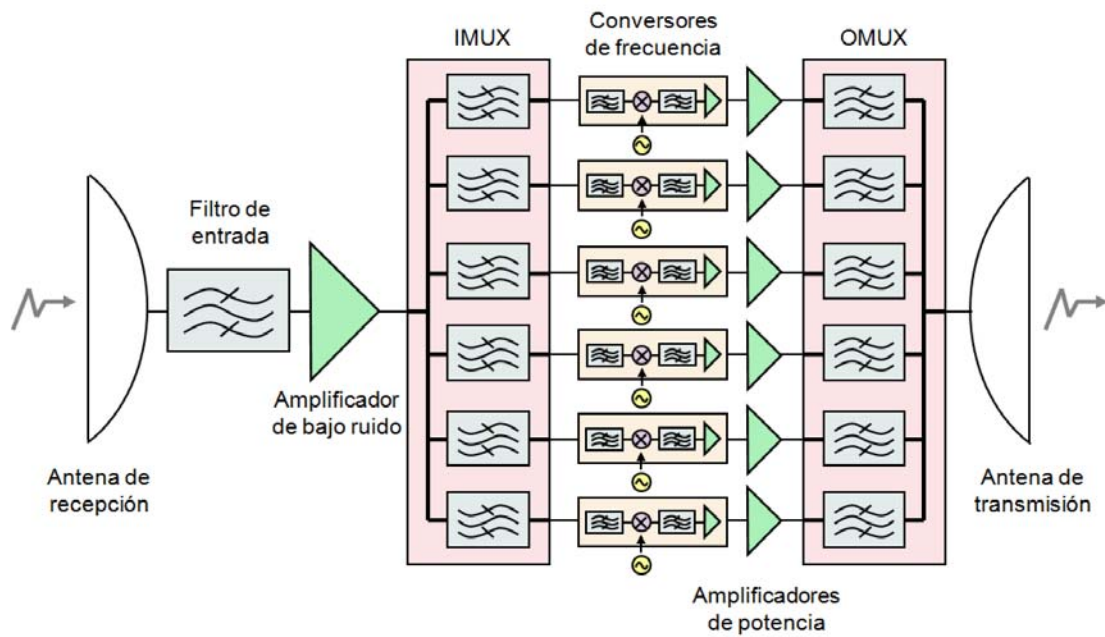 IMUX
Conversores
de frecuencia
OMUX
Filtro de
entrada
Amplificador
de bajo ruido
Antena de
recepción
Antena de
transmisión
Amplificadores
de potencia